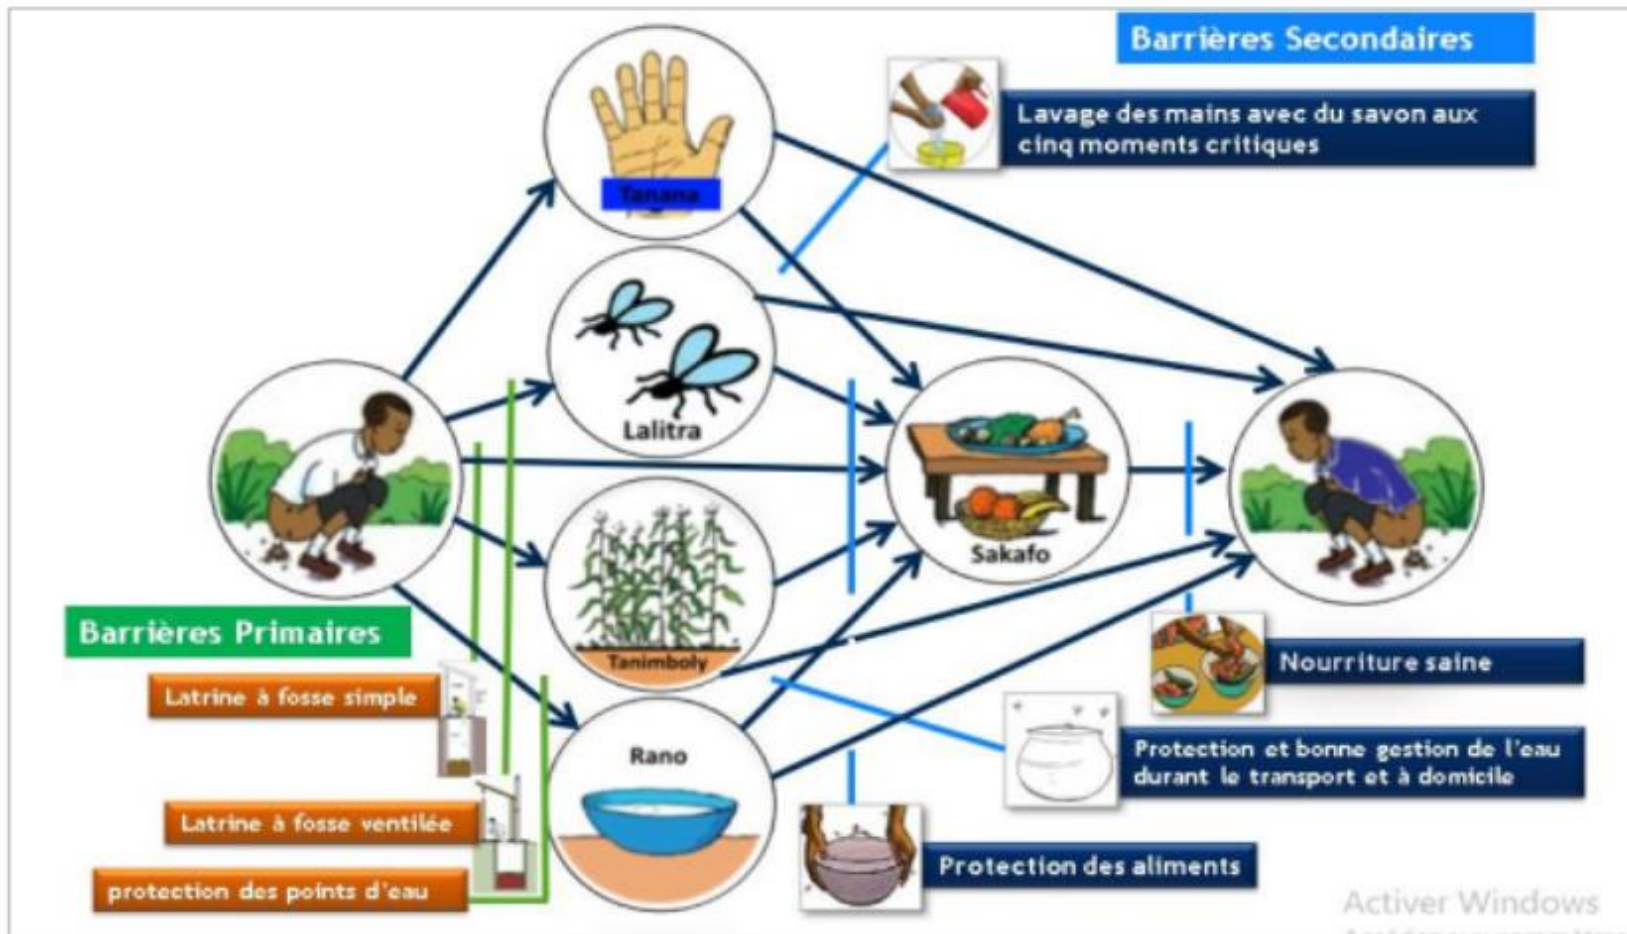 Barrières Secondaires
Lavage des mains avec du savon aux
cinq moments critiques
Tanana
Lalitra
Sakafo
Tanimboly
Rano
Barrières Primaires
Latrine à fosse simple
Latrine à fosse ventilée
protection des points d'eau
Nourriture saine
Protection et bonne gestion de l'eau
durant le transport et à domicile
Protection des aliments
Activer Windows